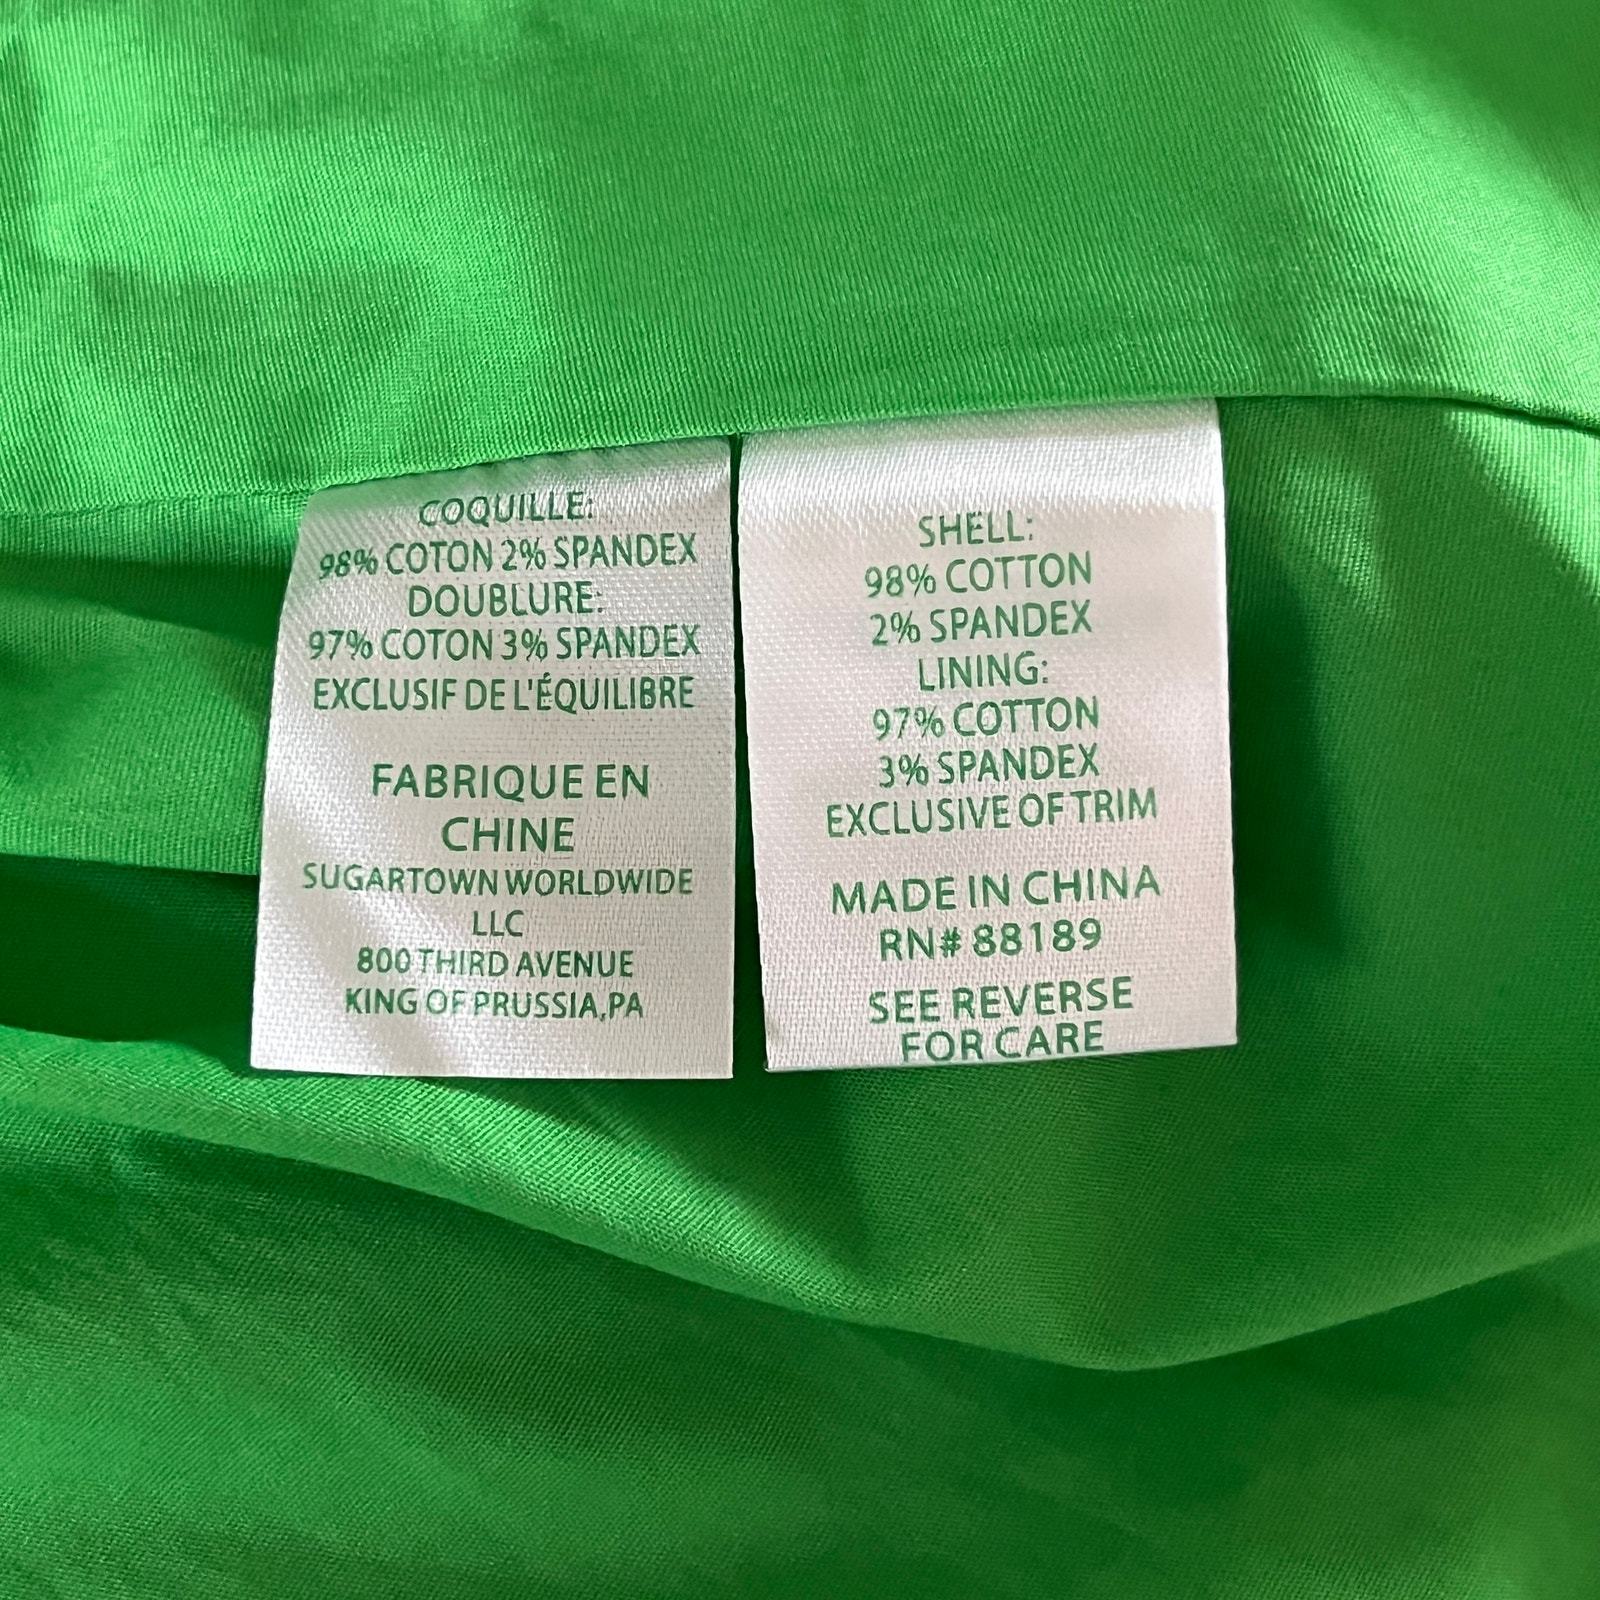 COQUILLE:
98% COTON 2% SPANDEX
DOUBLURE:
97% COTON 3% SPANDEX
EXCLUSIF DE L'ÉQUILIBRE
FABRIQUE EN
CHINE
SUGARTOWN WORLDWIDE
LLC
800 THIRD AVENUE
KING OF PRUSSIA,PA
SHELL:
98% COTTON
2% SPANDEX
LINING:
97% COTTON
3% SPANDEX
EXCLUSIVE OF TRIM
MADE IN CHINA
RN# 88189
SEE REVERSE
FOR CARE